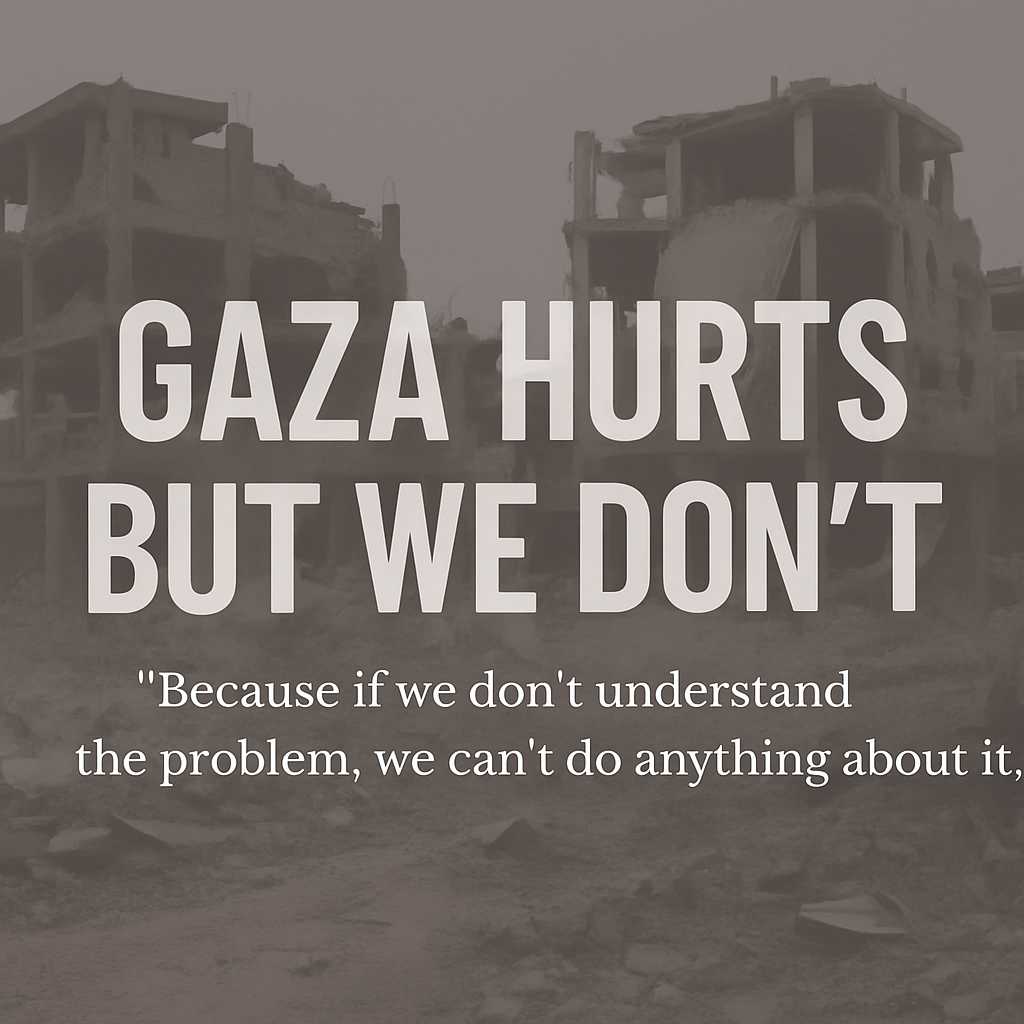 GAZA HURTS
BUT WE DON'T
"Because if we don't understand
the problem, we can't do anything about it,